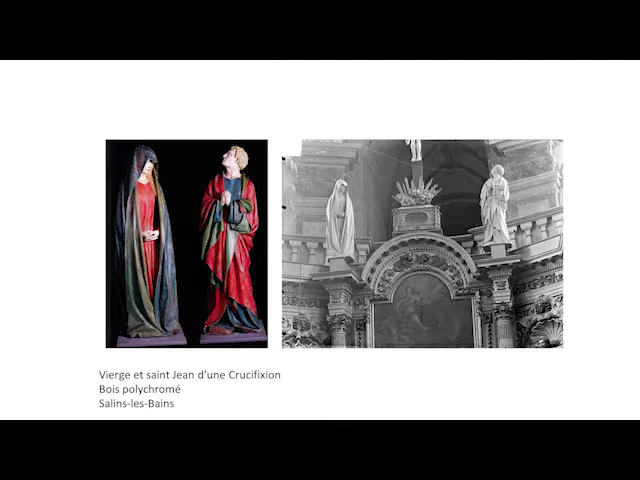 Vierge et saint Jean d'une Crucifixion
Bois polychromé
Salins-les-Bains